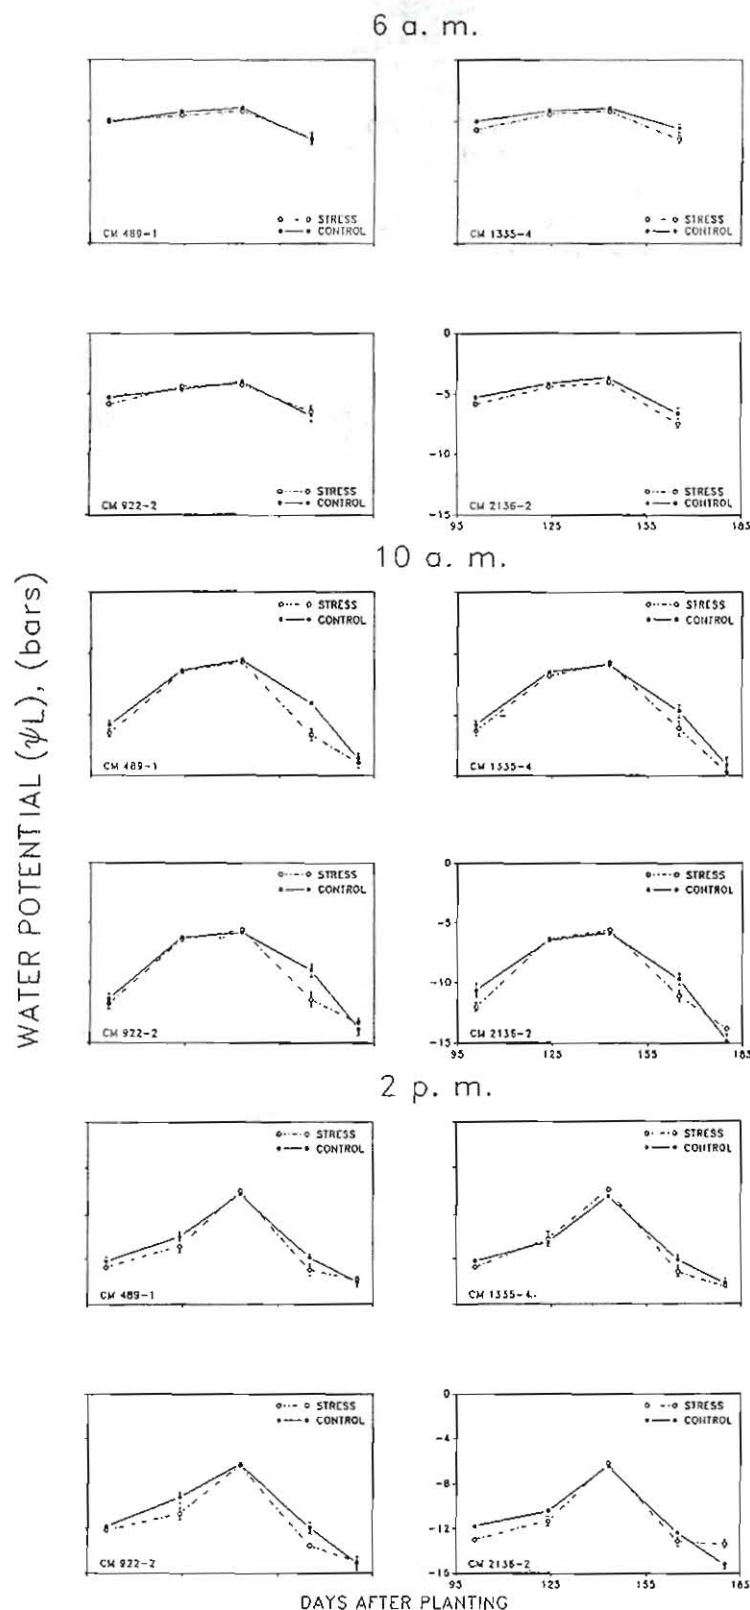 6 a. m.
STRESS
CONTROL
CM 489-1
STRESS
CONTROL
CM 1335-4
STRESS
CONTROL
CM 922-2
0
-5
-10
-15
STRESS
CONTROL
CM 2136-2
95 125 155 185
10 a. m.
STRESS
CONTROL
CM 489-1
STRESS
CONTROL
CM 1335-4
STRESS
CONTROL
CM 922-2
0
-5
-10
-15
STRESS
CONTROL
CM 2136-2
95 125 155 185
2 p. m.
STRESS
CONTROL
CM 489-1
STRESS
CONTROL
CM 1335-4
STRESS
CONTROL
CM 922-2
0
-4
-8
-12
-16
STRESS
CONTROL
CM 2136-2
95 125 155 185
WATER POTENTIAL (ψL), (bars)
DAYS AFTER PLANTING